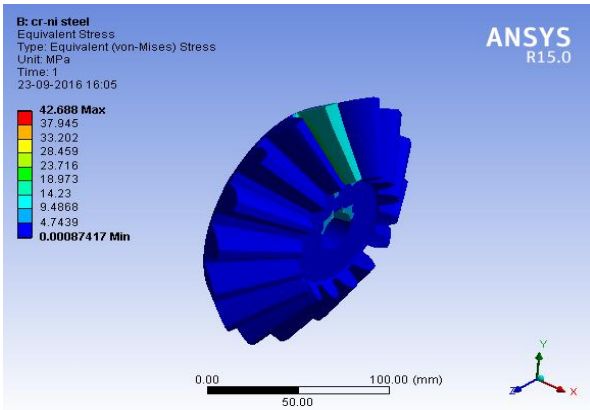 B: cr-ni steel
Equivalent Stress
Type: Equivalent (von-Mises) Stress
Unit: MPa
Time: 1
23-09-2016 16:05
42.688 Max
37.945
33.202
28.459
23.716
18.973
14.23
9.4868
4.7439
0.00087417 Min
ANSYS
R15.0
0.00 100.00 (mm)
50.00
Y
Z X